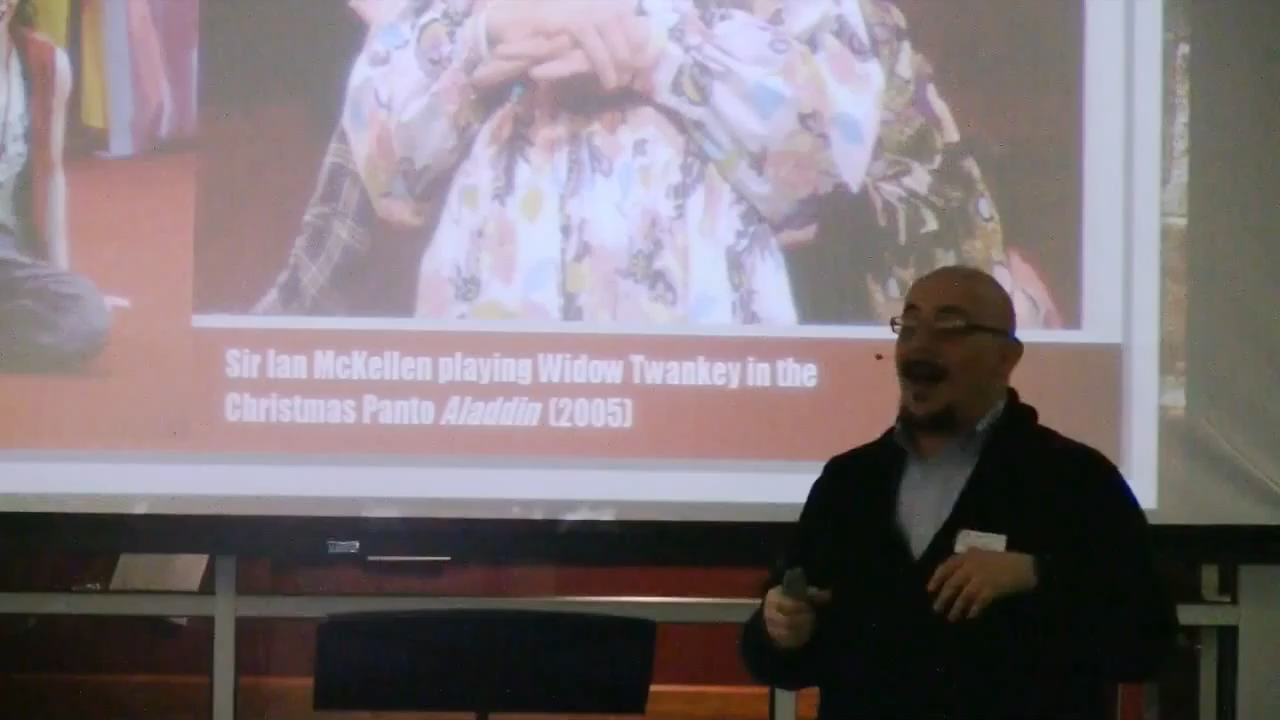 Sir Ian McKellen playing Widow Twankey in the
Christmas Panto Aladdin (2005)